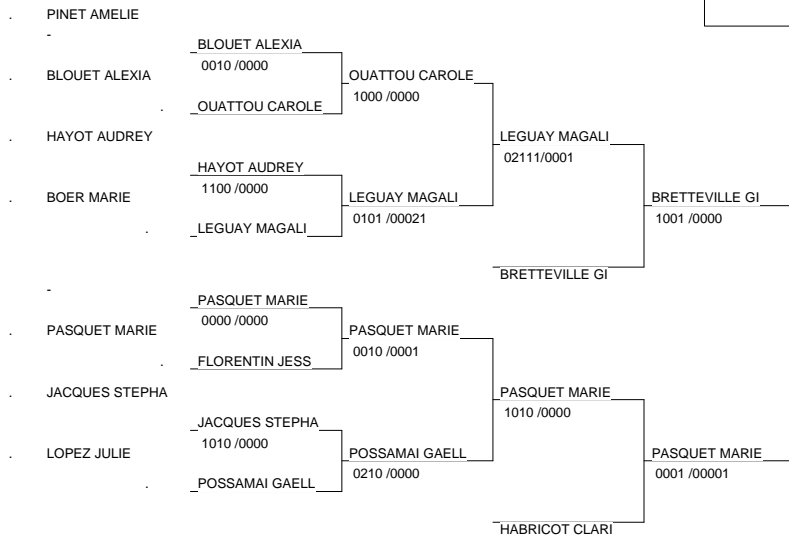 . PINET AMELIE
-
BLOUET ALEXIA
0010 /0000
. BLOUET ALEXIA
OUATTOU CAROLE
1000 /0000
. OUATTOU CAROLE
. HAYOT AUDREY
LEGUAY MAGALI
02111/0001
HAYOT AUDREY
1100 /0000
. BOER MARIE
LEGUAY MAGALI
0101 /00021
BRETTEVILLE GI
1001 /0000
. LEGUAY MAGALI
BRETTEVILLE GI
-
PASQUET MARIE
0000 /0000
. PASQUET MARIE
PASQUET MARIE
0010 /0001
. FLORENTIN JESS
. JACQUES STEPHA
PASQUET MARIE
1010 /0000
JACQUES STEPHA
1010 /0000
. LOPEZ JULIE
POSSAMAI GAELL
0210 /0000
PASQUET MARIE
0001 /00001
. POSSAMAI GAELL
HABRICOT CLARI